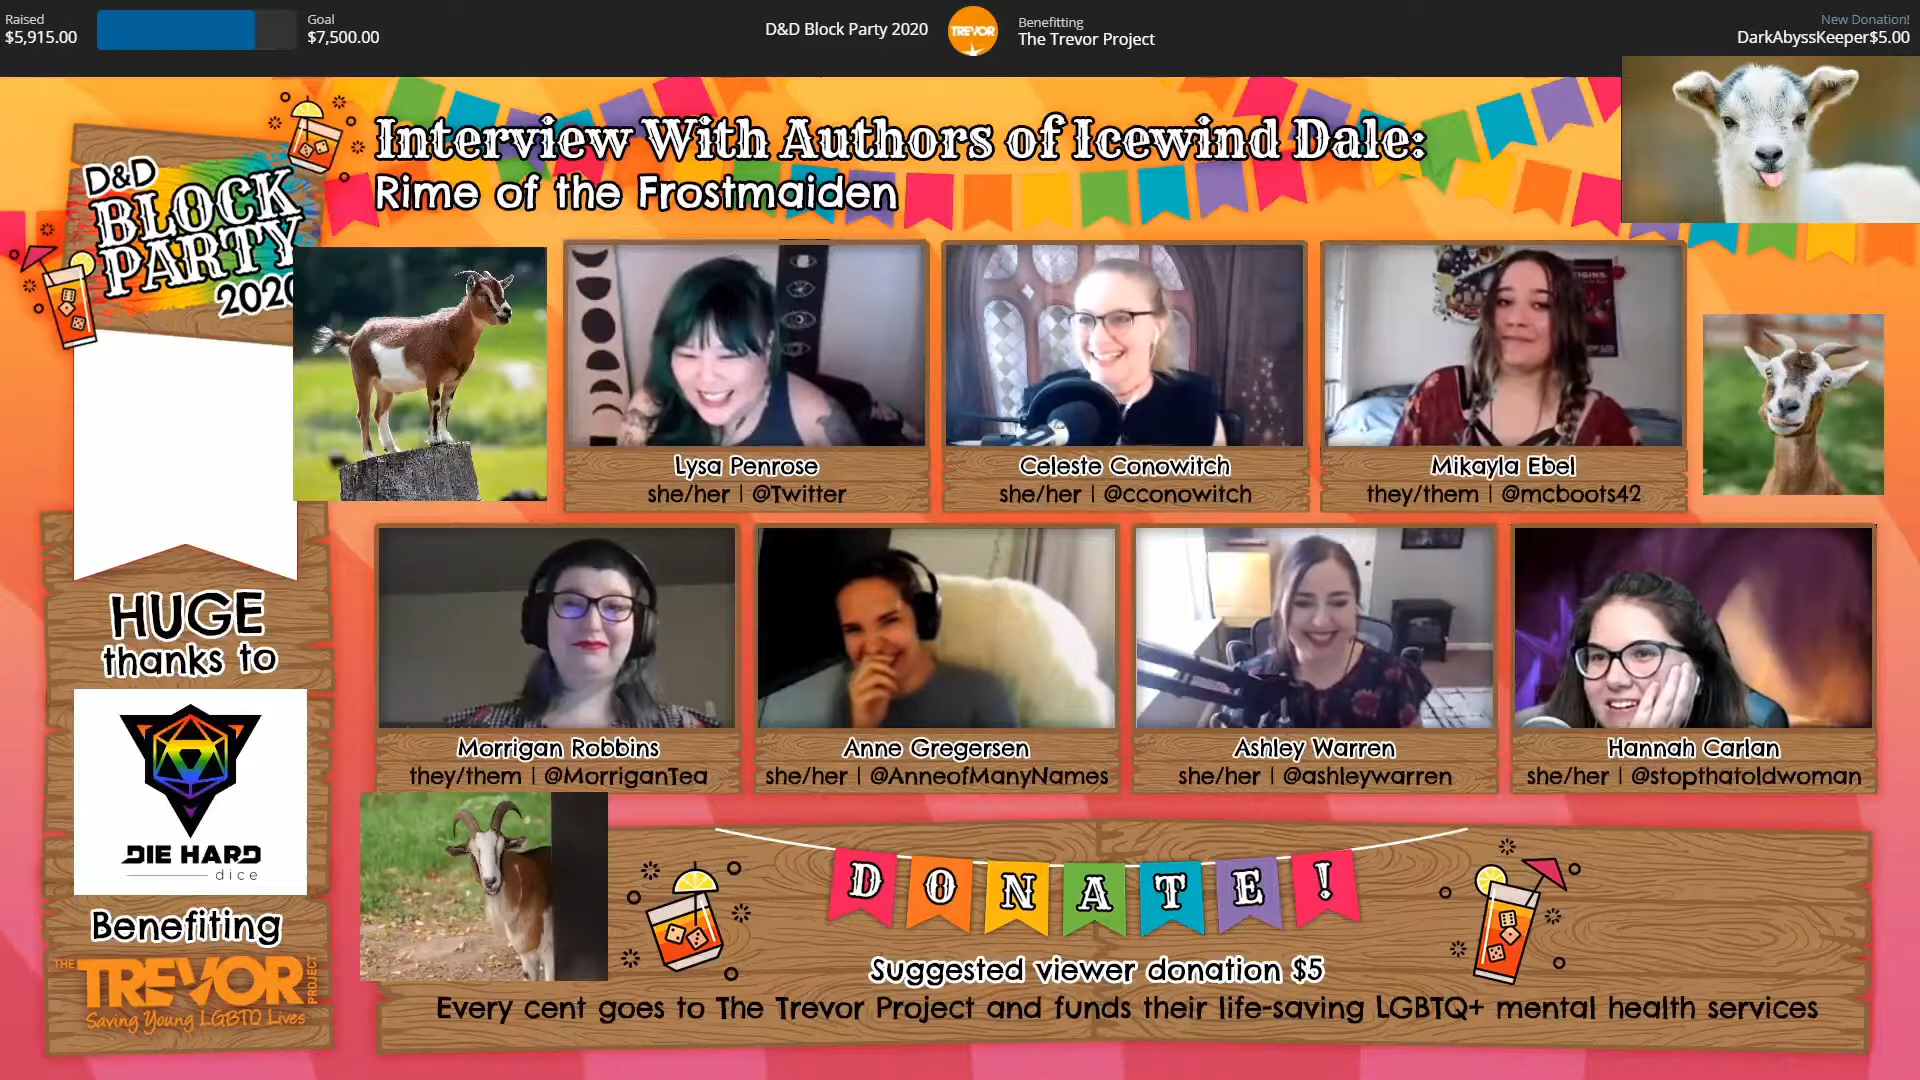 Raised
$5,915.00
Goal
$7,500.00
D&D Block Party 2020
TREVOR
Benefitting
The Trevor Project
New Donation!
DarkAbyssKeeper$5.00
D&D
BLOCK
PARTY
2020
Interview With Authors of Icewind Dale:
Rime of the Frostmaiden
Lysa Penrose
she/her | @Twitter
Celeste Conowitch
she/her | @cconowitch
Mikayla Ebel
they/them | @mcboots42
Morrigan Robbins
they/them | @MorriganTea
Anne Gregersen
she/her | @AnneofManyNames
Ashley Warren
she/her | @ashleywarren
Hannah Carlan
she/her | @stopthatoldwoman
HUGE
thanks to
DIE HARD
dice
Benefiting
THE TREVOR PROJECT
Saving Young LGBTQ Lives
DONATE!
Suggested viewer donation $5
Every cent goes to The Trevor Project and funds their life-saving LGBTQ+ mental health services